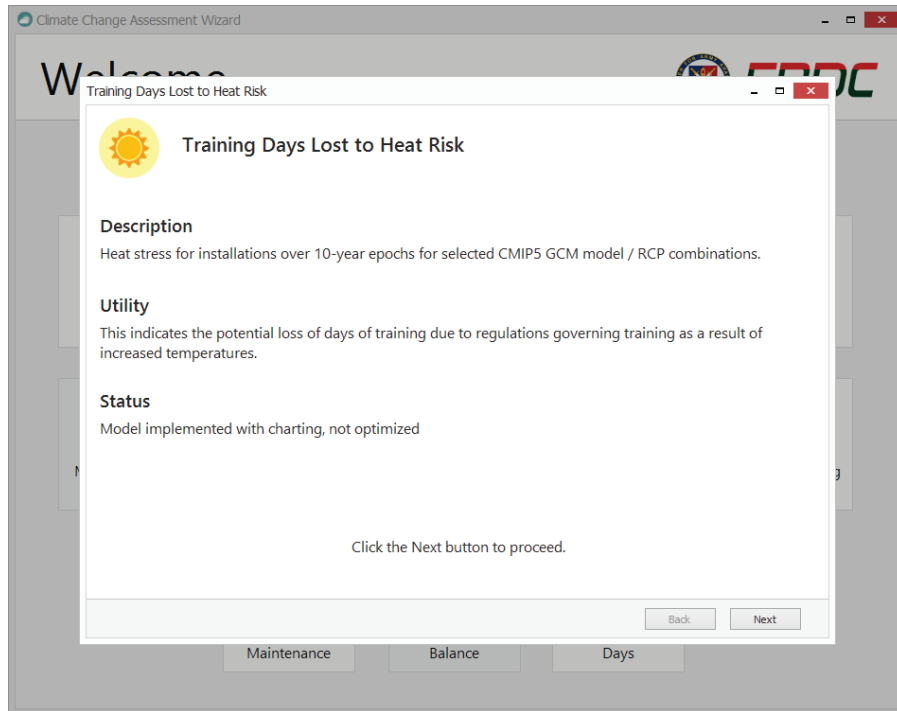 Climate Change Assessment Wizard
Training Days Lost to Heat Risk
Training Days Lost to Heat Risk
Description
Heat stress for installations over 10-year epochs for selected CMIP5 GCM model / RCP combinations.
Utility
This indicates the potential loss of days of training due to regulations governing training as a result of
increased temperatures.
Status
Model implemented with charting, not optimized
Click the Next button to proceed.
Back Next
Maintenance Balance Days